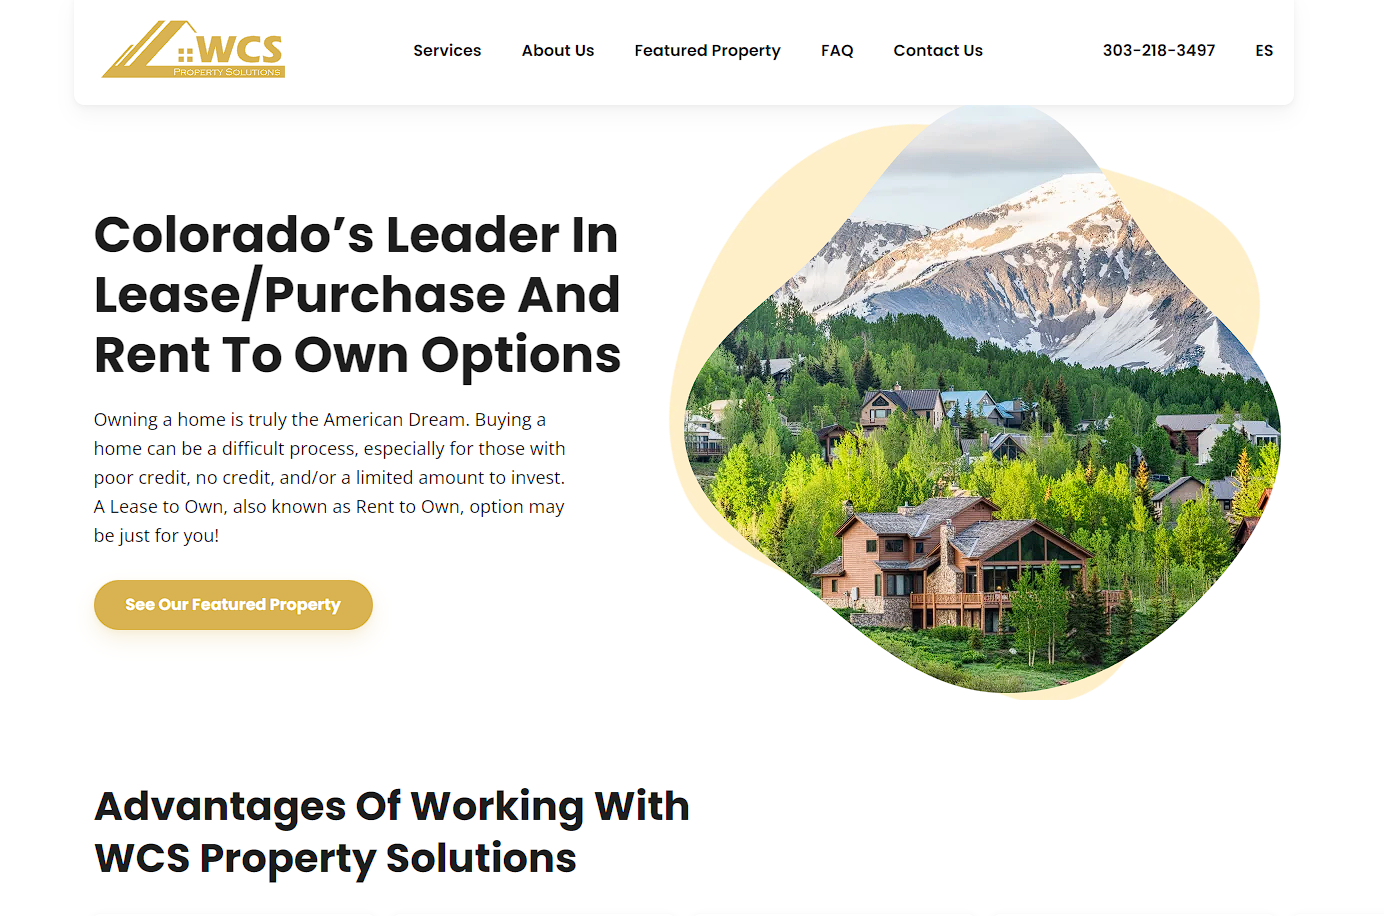 WCS
PROPERTY SOLUTIONS
Services
About Us
Featured Property
FAQ
Contact Us
303-218-3497
ES
Colorado’s Leader In
Lease/Purchase And
Rent To Own Options
Owning a home is truly the American Dream. Buying a
home can be a difficult process, especially for those with
poor credit, no credit, and/or a limited amount to invest.
A Lease to Own, also known as Rent to Own, option may
be just for you!
See Our Featured Property
Advantages Of Working With
WCS Property Solutions